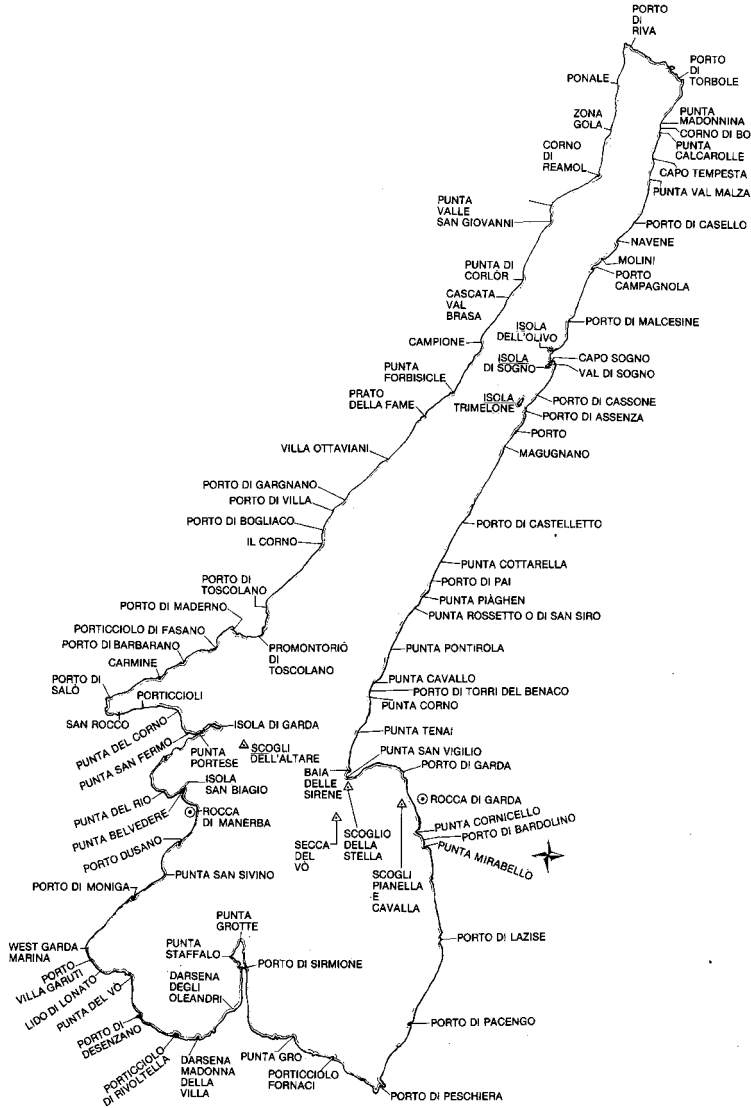 PORTO
DI
RIVA
PORTO
DI
TORBOLE
PONALE
PUNTA
MADONNINA
CORNO DI BO
PUNTA
CALCAROLLE
ZONA
GOLA
CORNO
DI
REAMOL
CAPO TEMPESTA
PUNTA VAL MALZA
PUNTA
VALLE
SAN GIOVANNI
PORTO DI CASELLO
NAVENE
MOLINI
PORTO
CAMPAGNOLA
PUNTA DI
CORLÓR
CASCATA
VAL
BRASA
PORTO DI MALCESINE
ISOLA
DELL'OLIVO
CAMPIONE
ISOLA
DI SOGNO
CAPO SOGNO
VAL DI SOGNO
PUNTA
FORBISICLE
ISOLA
TRIMELONE
PORTO DI CASSONE
PORTO DI ASSENZA
PRATO
DELLA FAME
PORTO
MAGUGNANO
VILLA OTTAVIANI
PORTO DI GARGNANO
PORTO DI VILLA
PORTO DI BOGLIACO
IL CORNO
PORTO DI CASTELLETTO
PUNTA COTTARELLA
PORTO DI PAI
PUNTA PIÀGHEN
PUNTA ROSSETTO O DI SAN SIRO
PORTO DI
TOSCOLANO
PORTO DI MADERNO
PORTICCIOLO DI FASANO
PORTO DI BARBARANO
CARMINE
PROMONTORIÓ
DI
TOSCOLANO
PUNTA PONTIROLA
PORTO DI
SALÒ
PORTICCIOLI
SAN ROCCO
PUNTA CAVALLO
PORTO DI TORRI DEL BENACO
PUNTA CORNO
PUNTA DEL CORNO
PUNTA SAN FERMO
ISOLA DI GARDA
PUNTA
PORTESE
SCOGLI
DELL'ALTARE
PUNTA TENAI
PUNTA SAN VIGILIO
BAIA
DELLE
SIRENE
PORTO DI GARDA
ISOLA
SAN BIAGIO
PUNTA DEL RIO
PUNTA BELVEDERE
ROCCA
DI MANERBA
ROCCA DI GARDA
PUNTA CORNICELLO
PORTO DI BARDOLINO
PUNTA MIRABELLÒ
PORTO DUSANO
SECCA
DEL
VÒ
SCOGLIO
DELLA
STELLA
SCOGLI
PIANELLA
E
CAVALLA
PUNTA SAN SIVINO
PORTO DI MONIGA
PUNTA
GROTTE
PUNTA
STAFFALO
PORTO DI LAZISE
WEST GARDA
MARINA
PORTO
VILLA GARUTI
LIDO DI LONATO
PUNTA DEL VÒ
PORTO DI SIRMIONE
DARSENA
DEGLI
OLEANDRI
PORTO DI
DESENZANO
PORTICCIOLO
DI RIVOLTELLA
DARSENA
MADONNA
DELLA
VILLA
PUNTA GRO
PORTICCIOLO
FORNACI
PORTO DI PACENGO
PORTO DI PESCHIERA